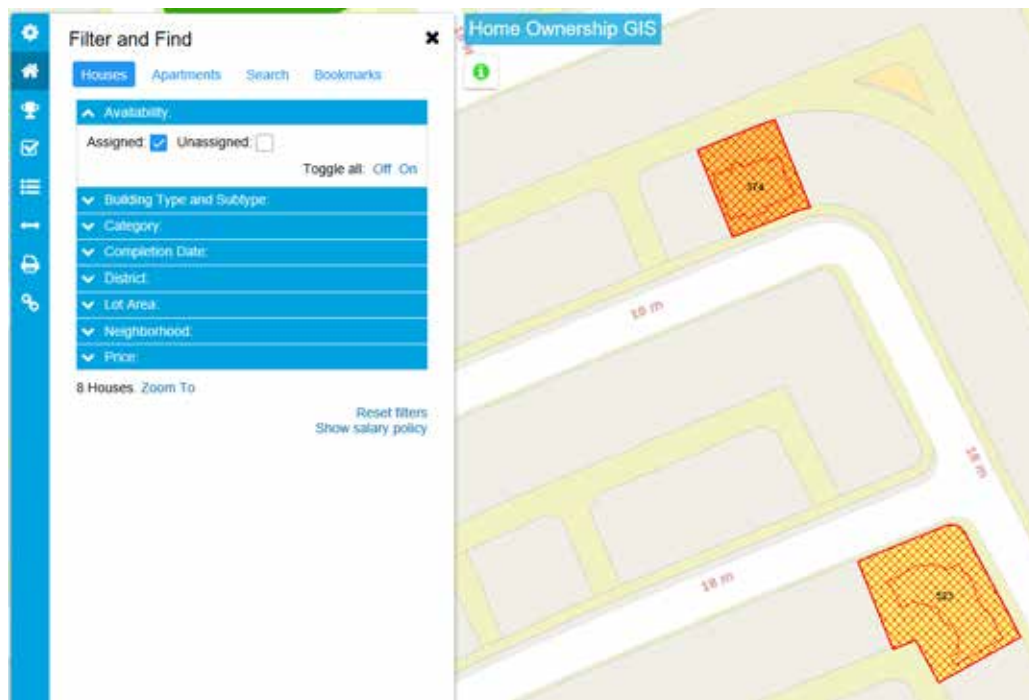 Filter and Find
Home Ownership GIS
Houses Apartments Search Bookmarks
Availability:
Assigned: Unassigned:
Toggle all: Off On
Building Type and Subtype:
Category:
Completion Date:
District:
Lot Area:
Neighborhood:
Price:
8 Houses. Zoom To
Reset filters
Show salary policy
574
18 m
18 m
18 m
523